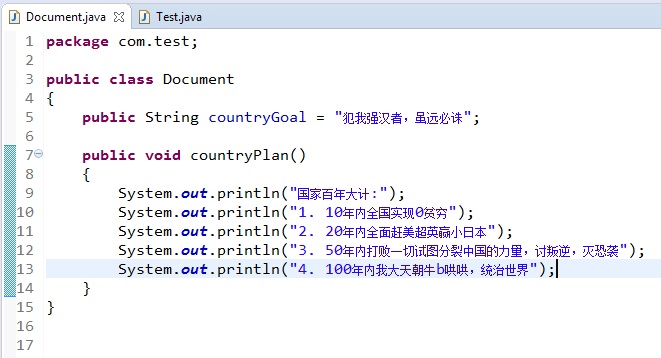 Document.java Test.java
1 package com.test;
2
3 public class Document
4 {
5 public String countryGoal = "犯我强汉者，虽远必诛";
6
7 public void countryPlan()
8 {
9 System.out.println("国家百年大计：");
10 System.out.println("1. 10年内全国实现0贫穷");
11 System.out.println("2. 20年内全面赶美超英赢小日本");
12 System.out.println("3. 50年内打败一切试图分裂中国的力量，讨叛逆，灭恐袭");
13 System.out.println("4. 100年内我大天朝牛b哄哄，统治世界");
14 }
15 }
16
17